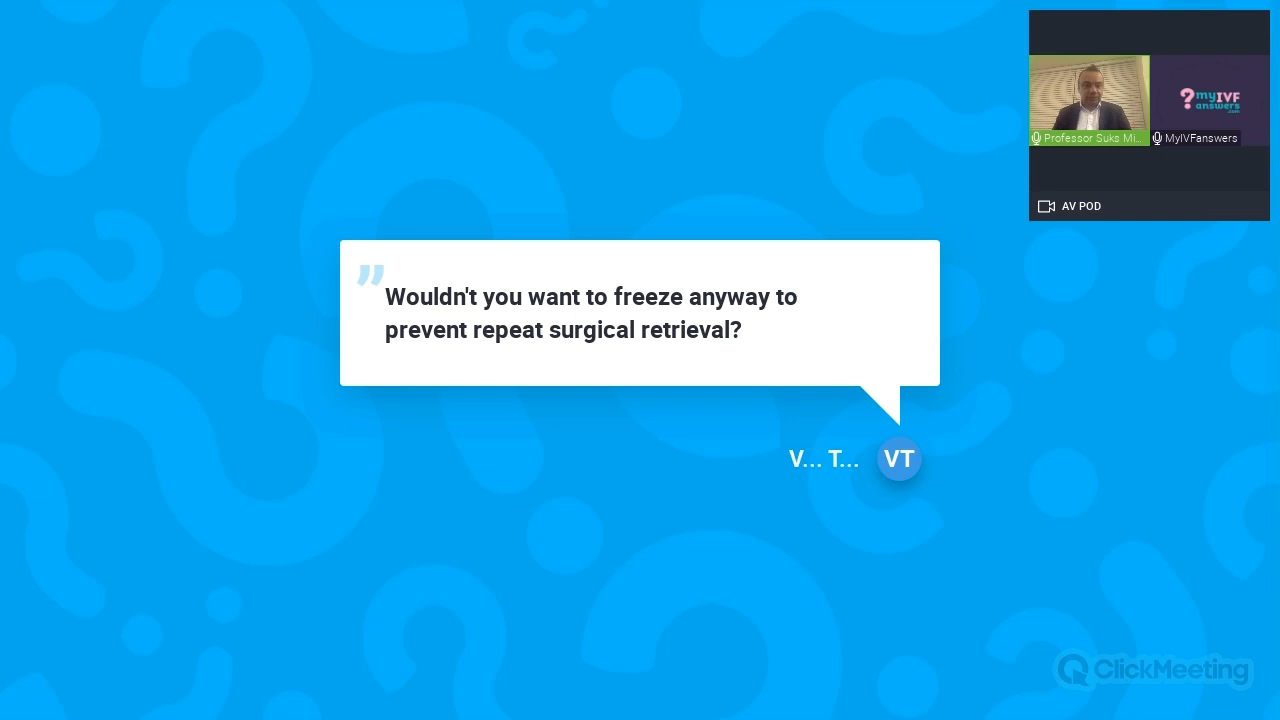 ?myIVF
answers
.com
Professor Suks Mi...
MyIVFanswers
AV POD
"
Wouldn't you want to freeze anyway to
prevent repeat surgical retrieval?
V... T...
VT
ClickMeeting